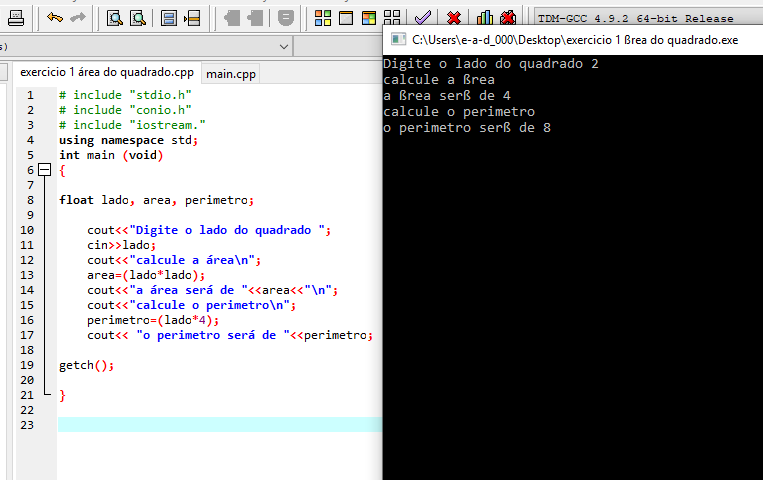 TDM-GCC 4.9.2 64-bit Release
s)
C:\Users\e-a-d_000\Desktop\exercicio 1 ßrea do quadrado.exe
exercicio 1 área do quadrado.cpp main.cpp
1 # include "stdio.h"
2 # include "conio.h"
3 # include "iostream."
4 using namespace std;
5 int main (void)
6 {
7
8 float lado, area, perimetro;
9
10 cout<<"Digite o lado do quadrado ";
11 cin>>lado;
12 cout<<"calcule a área\n";
13 area=(lado*lado);
14 cout<<"a área será de "<<area<<"\n";
15 cout<<"calcule o perimetro\n";
16 perimetro=(lado*4);
17 cout<< "o perimetro será de "<<perimetro;
18
19 getch();
20
21 }
22
23
Digite o lado do quadrado 2
calcule a ßrea
a ßrea serß de 4
calcule o perimetro
o perimetro serß de 8